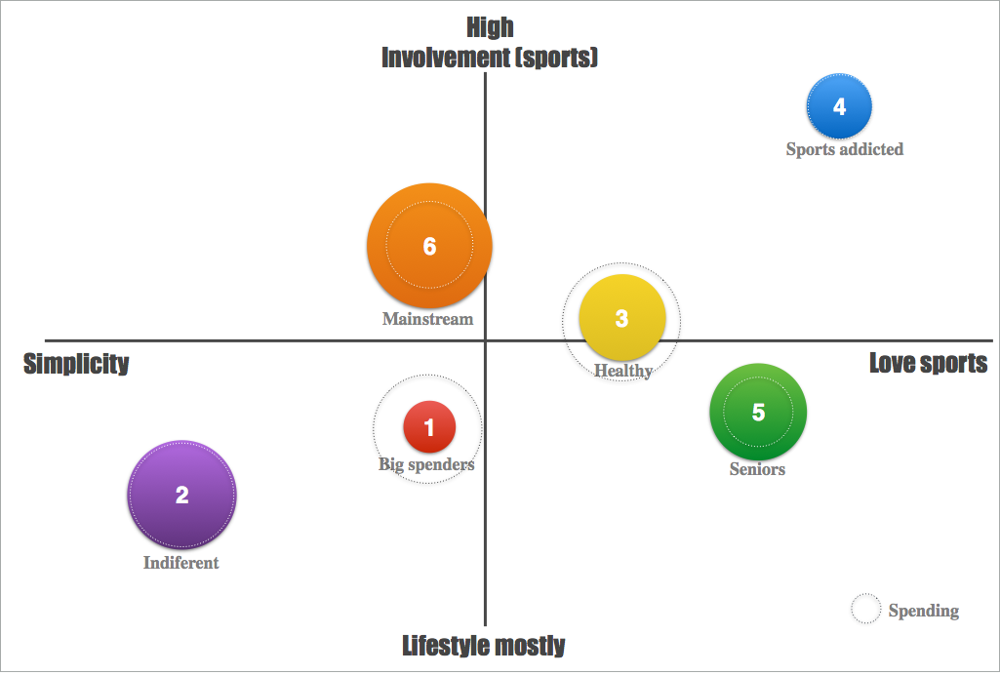 High
Involvement (sports)
4
Sports addicted
6
Mainstream
3
Healthy
Simplicity
Love sports
1
Big spenders
5
Seniors
2
Indiferent
Spending
Lifestyle mostly